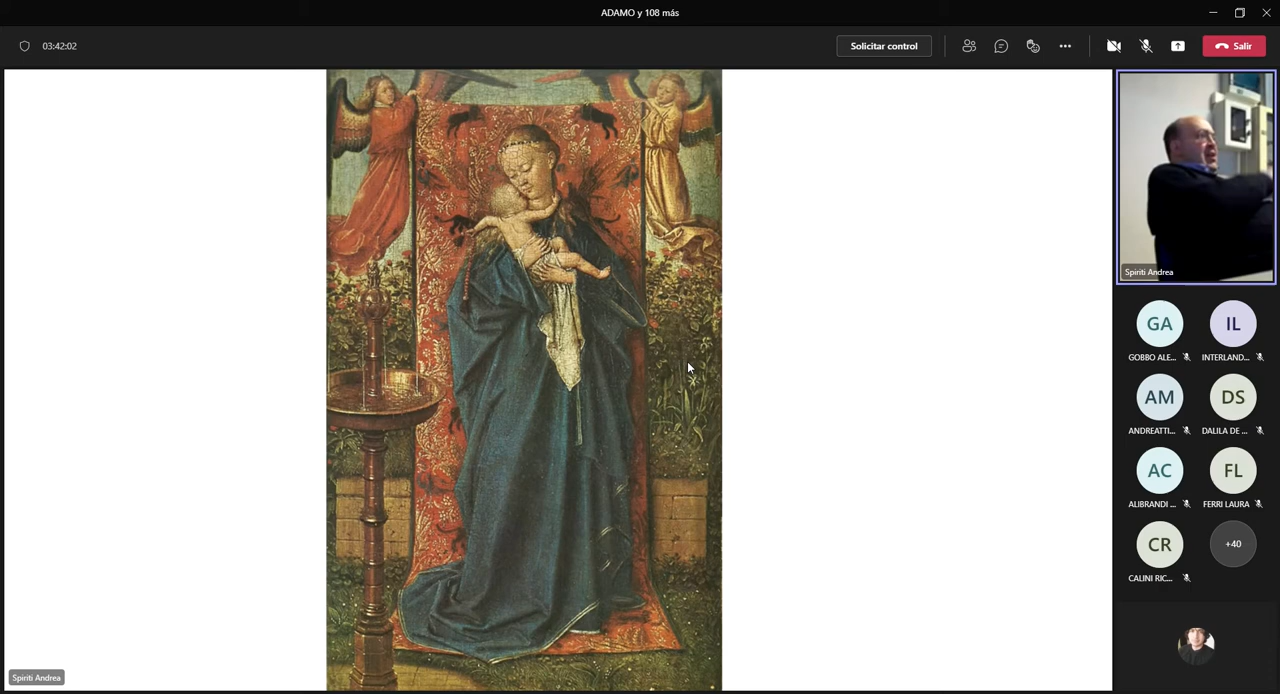 ADAMO y 108 más
03:42:02
Solicitar control
Salir
Spiriti Andrea
GA
IL
GOBBO ALE...
INTERLAND...
AM
DS
ANDREATTI...
DALILA DE ...
AC
FL
ALIBRANDI ...
FERRI LAURA
CR
+40
CALINI RIC...
Spiriti Andrea